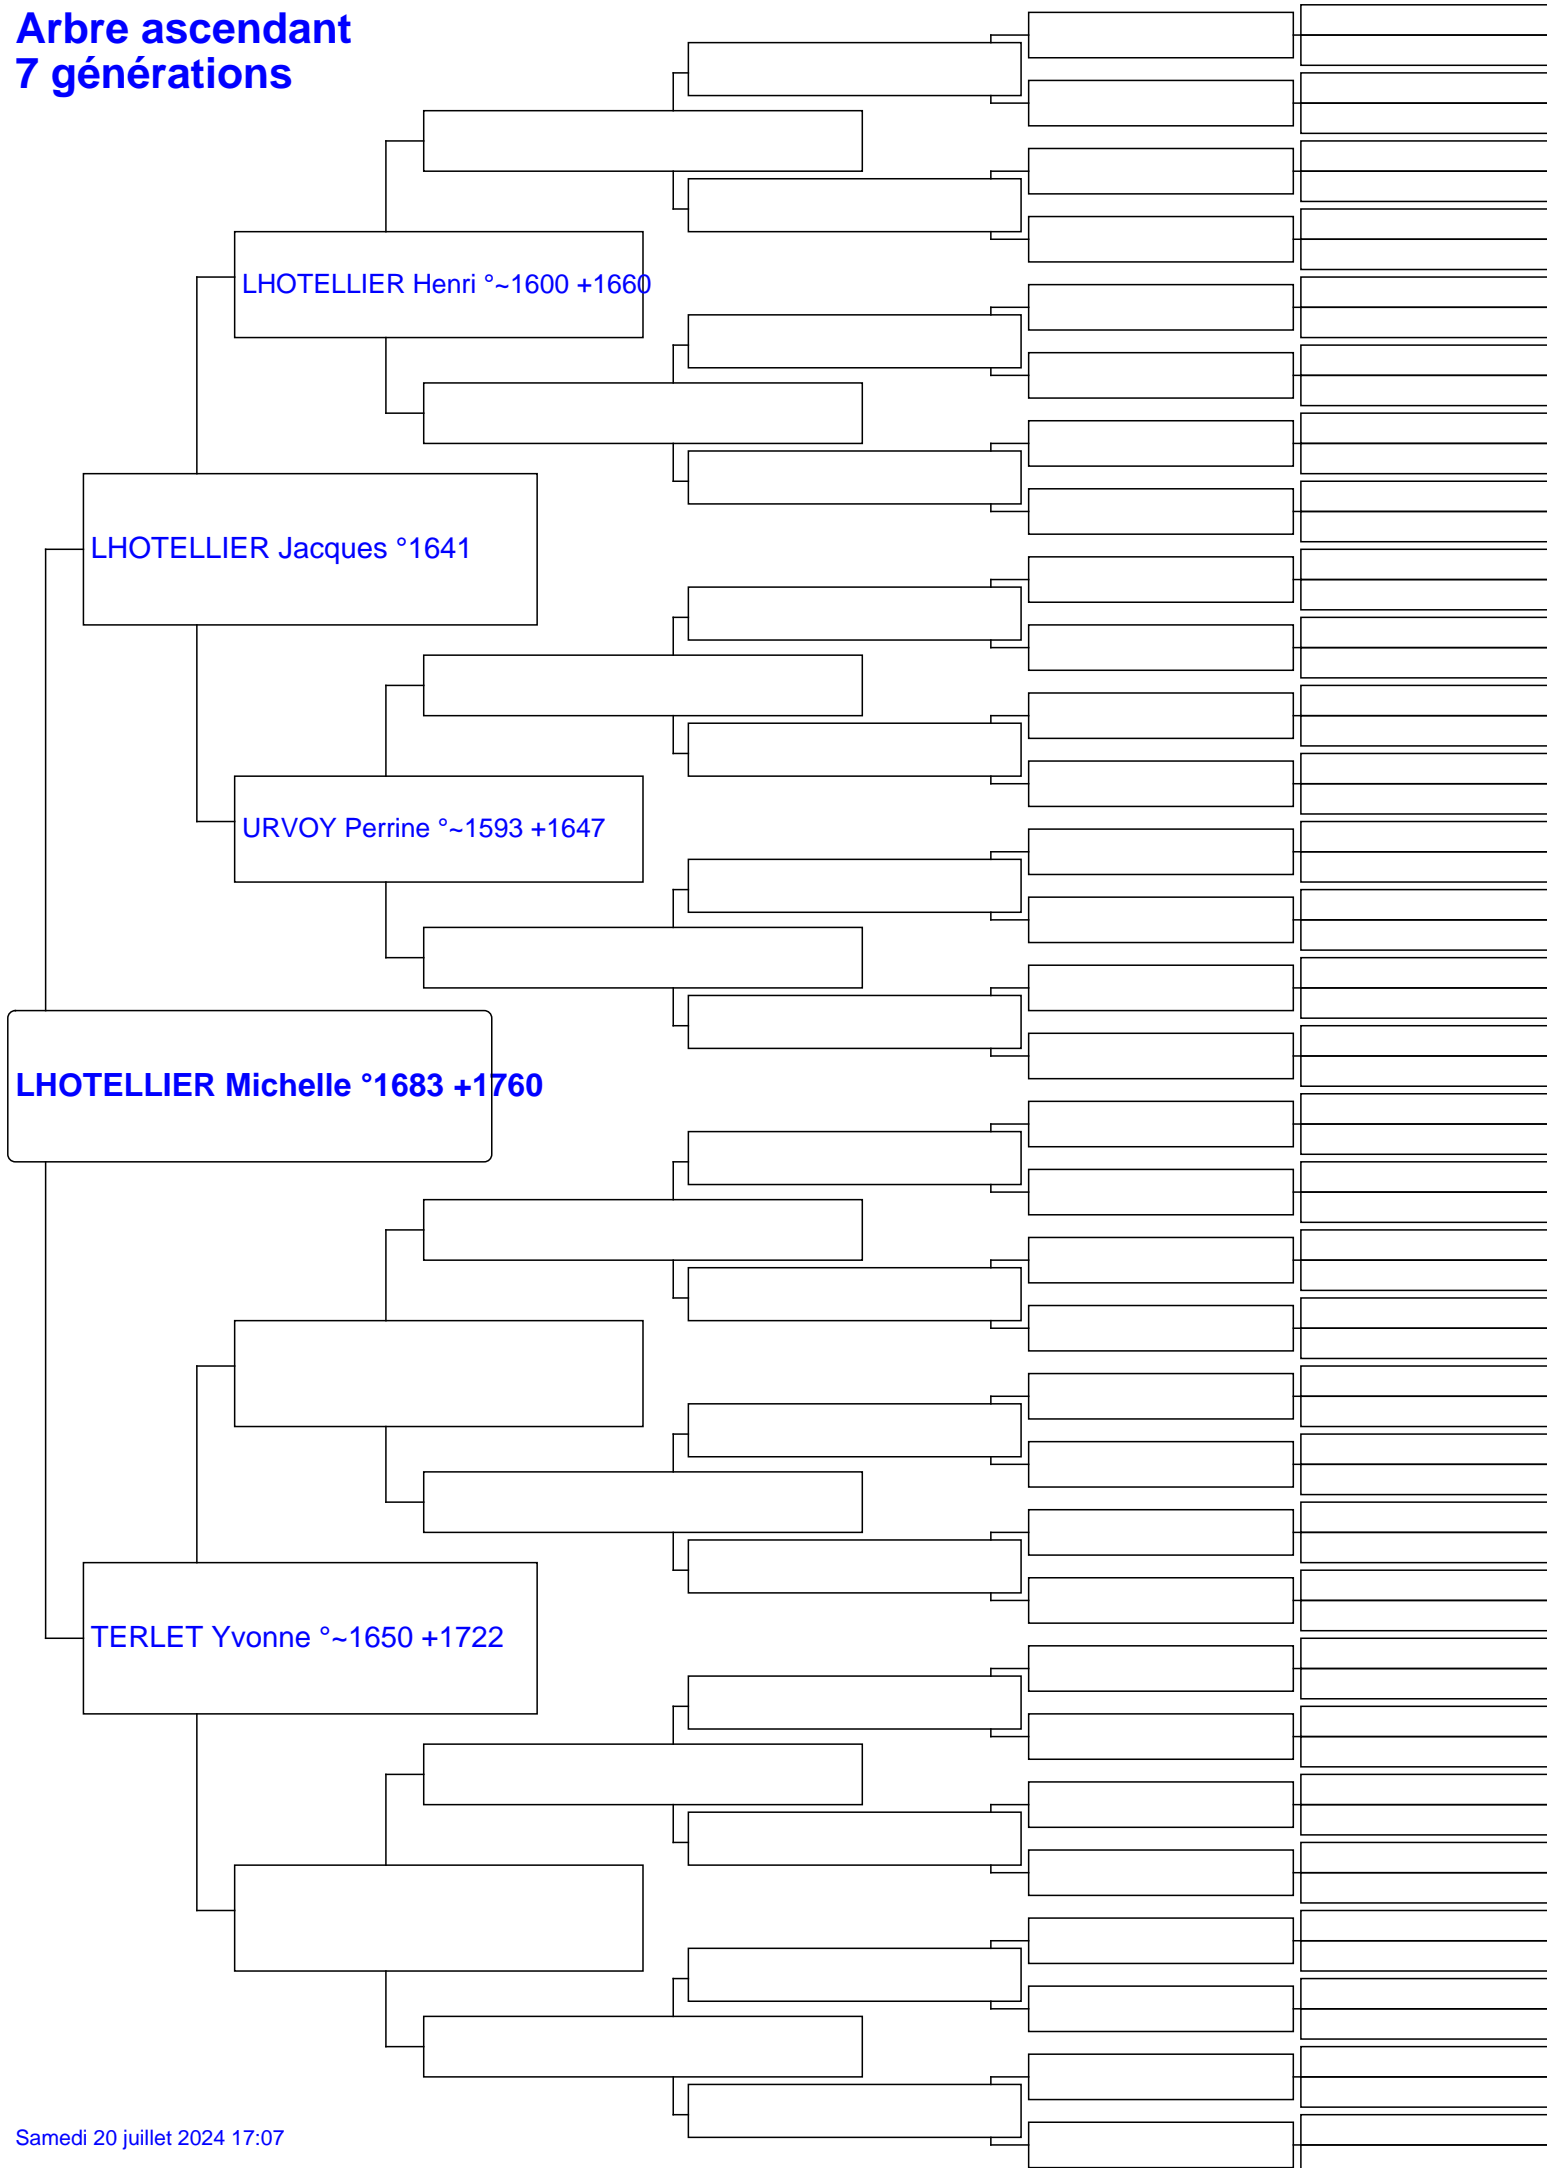 Arbre ascendant
7 générations
LHOTELLIER Henri °~1600 +1660
LHOTELLIER Jacques °1641
URVOY Perrine °~1593 +1647
LHOTELLIER Michelle °1683 +1760
TERLET Yvonne °~1650 +1722
Samedi 20 juillet 2024 17:07